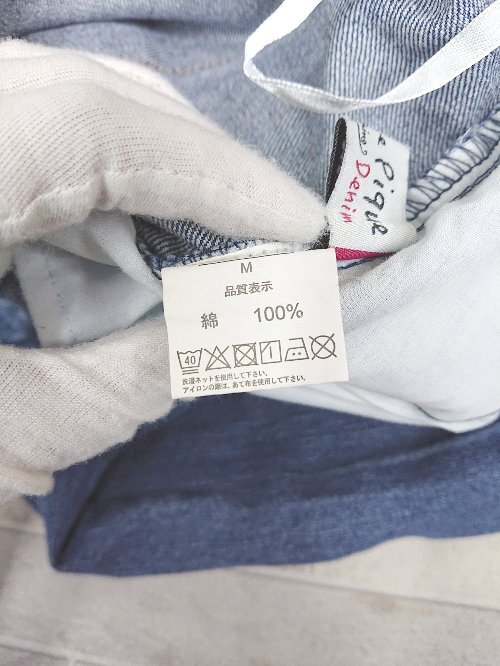 Pique
Denim
M
品質表示
綿 100%
40
洗濯ネットを使用して下さい。
アイロンの際は、あて布を使用して下さい。